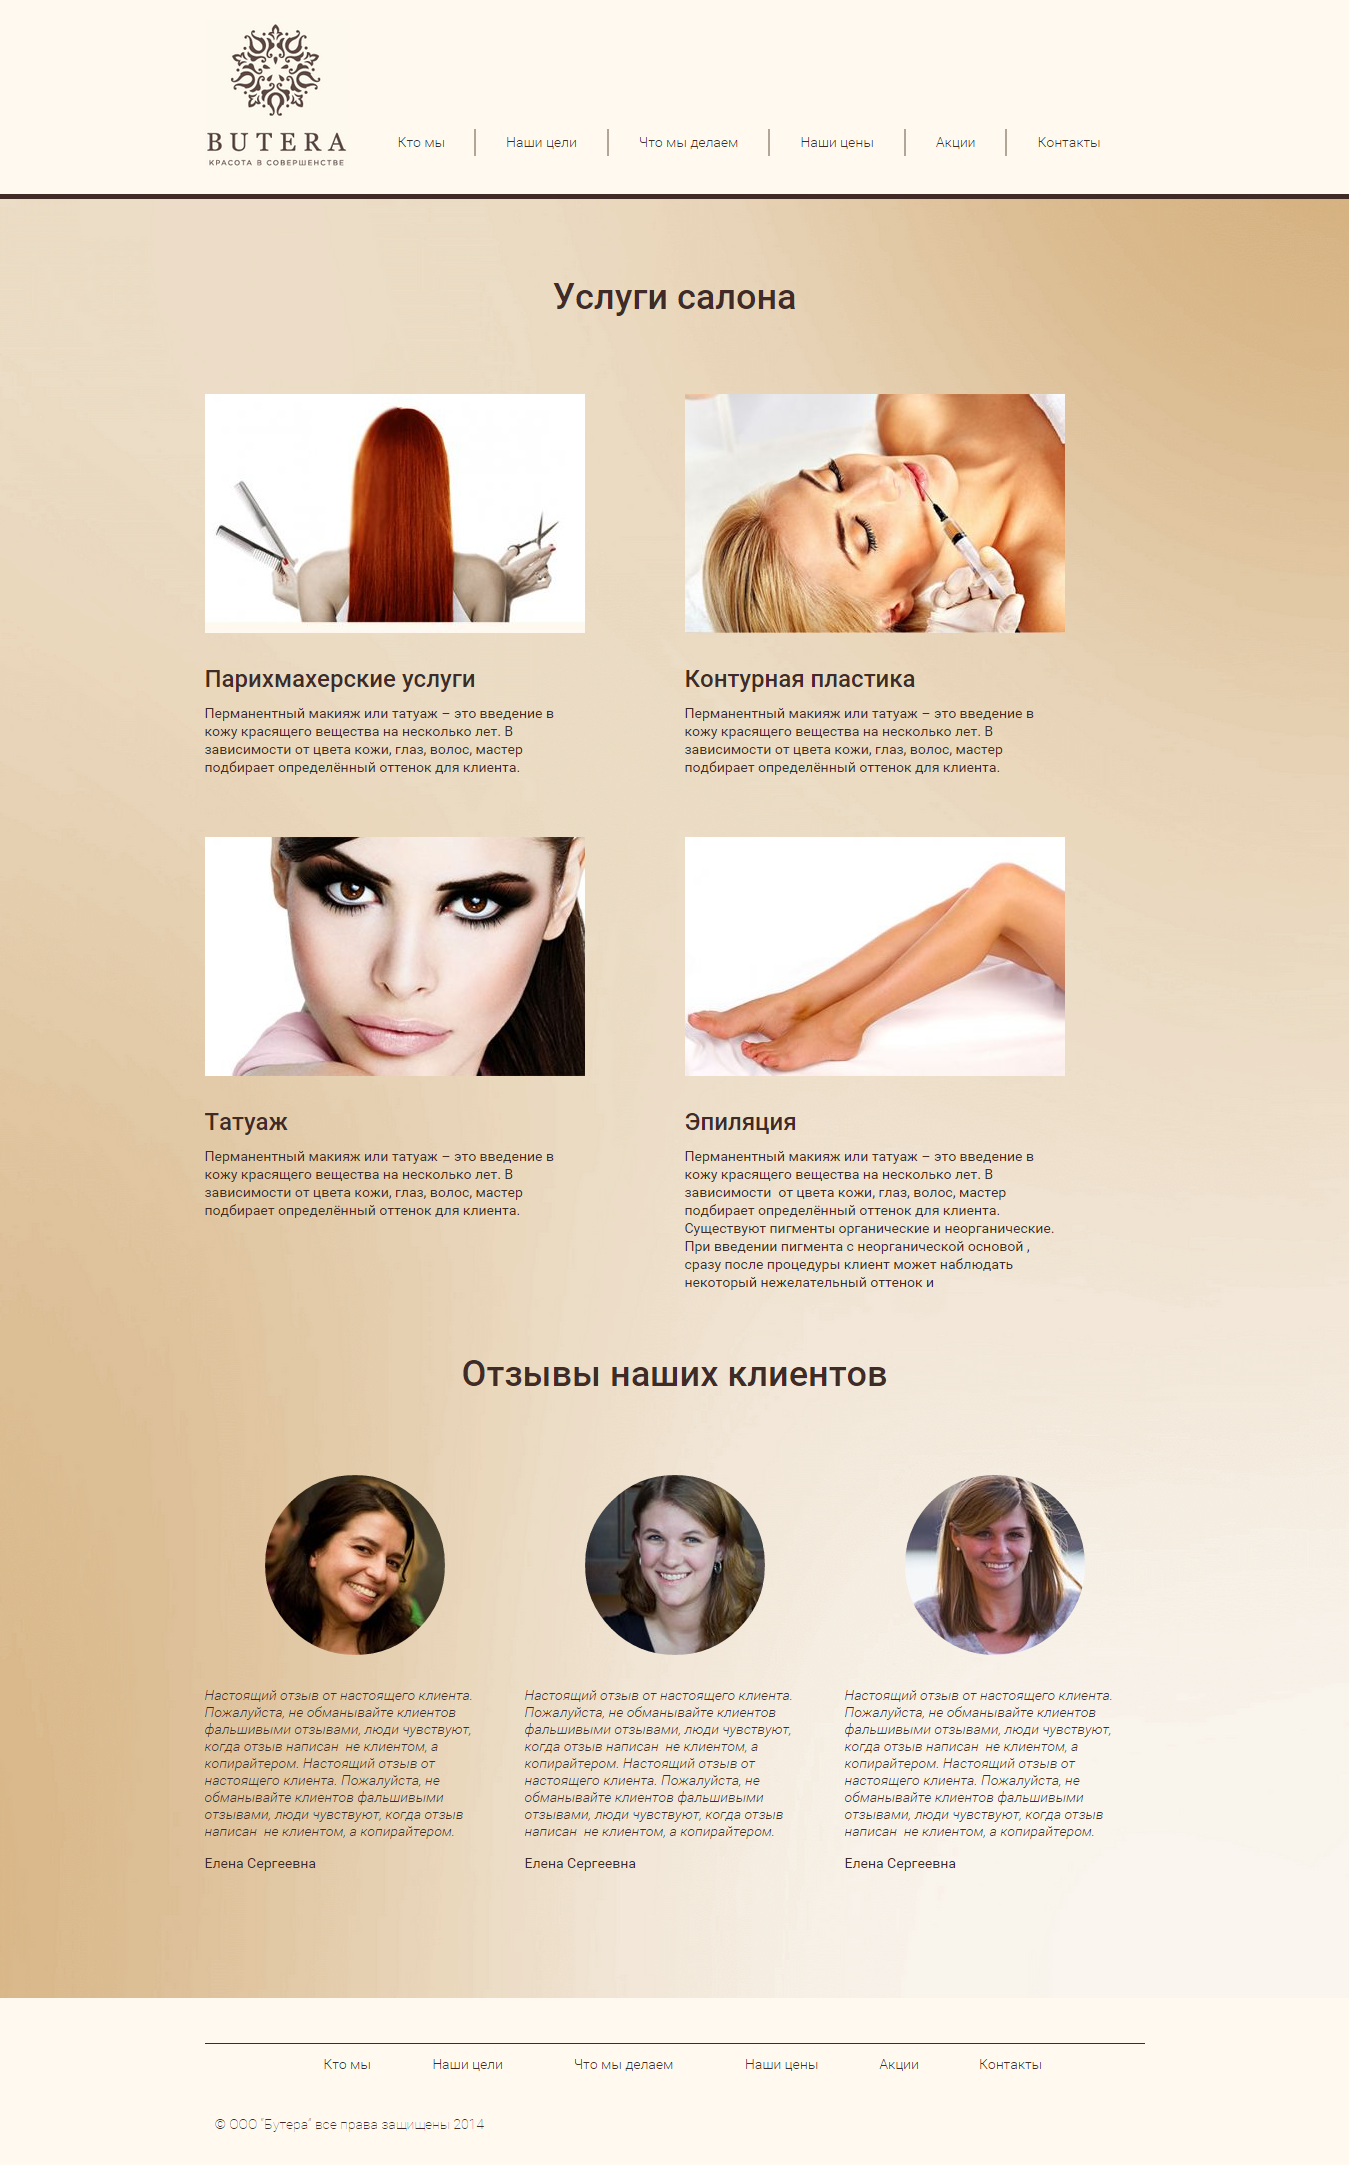 BUTERA
КРАСОТА В СОВЕРШЕНСТВЕ
Кто мы
Наши цели
Что мы делаем
Наши цены
Акции
Контакты
Услуги салона
Парихмахерские услуги
Перманентный макияж или татуаж – это введение в
кожу красящего вещества на несколько лет. В
зависимости от цвета кожи, глаз, волос, мастер
подбирает определённый оттенок для клиента.
Контурная пластика
Перманентный макияж или татуаж – это введение в
кожу красящего вещества на несколько лет. В
зависимости от цвета кожи, глаз, волос, мастер
подбирает определённый оттенок для клиента.
Татуаж
Перманентный макияж или татуаж – это введение в
кожу красящего вещества на несколько лет. В
зависимости от цвета кожи, глаз, волос, мастер
подбирает определённый оттенок для клиента.
Эпиляция
Перманентный макияж или татуаж – это введение в
кожу красящего вещества на несколько лет. В
зависимости  от цвета кожи, глаз, волос, мастер
подбирает определённый оттенок для клиента.
Существуют пигменты органические и неорганические.
При введении пигмента с неорганической основой ,
сразу после процедуры клиент может наблюдать
некоторый нежелательный оттенок и
Отзывы наших клиентов
Настоящий отзыв от настоящего клиента.
Пожалуйста, не обманывайте клиентов
фальшивыми отзывами, люди чувствуют,
когда отзыв написан  не клиентом, а
копирайтером. Настоящий отзыв от
настоящего клиента. Пожалуйста, не
обманывайте клиентов фальшивыми
отзывами, люди чувствуют, когда отзыв
написан  не клиентом, а копирайтером.
Елена Сергеевна
Настоящий отзыв от настоящего клиента.
Пожалуйста, не обманывайте клиентов
фальшивыми отзывами, люди чувствуют,
когда отзыв написан  не клиентом, а
копирайтером. Настоящий отзыв от
настоящего клиента. Пожалуйста, не
обманывайте клиентов фальшивыми
отзывами, люди чувствуют, когда отзыв
написан  не клиентом, а копирайтером.
Елена Сергеевна
Настоящий отзыв от настоящего клиента.
Пожалуйста, не обманывайте клиентов
фальшивыми отзывами, люди чувствуют,
когда отзыв написан  не клиентом, а
копирайтером. Настоящий отзыв от
настоящего клиента. Пожалуйста, не
обманывайте клиентов фальшивыми
отзывами, люди чувствуют, когда отзыв
написан  не клиентом, а копирайтером.
Елена Сергеевна
Кто мы
Наши цели
Что мы делаем
Наши цены
Акции
Контакты
© ООО "Бутера" все права защищены 2014